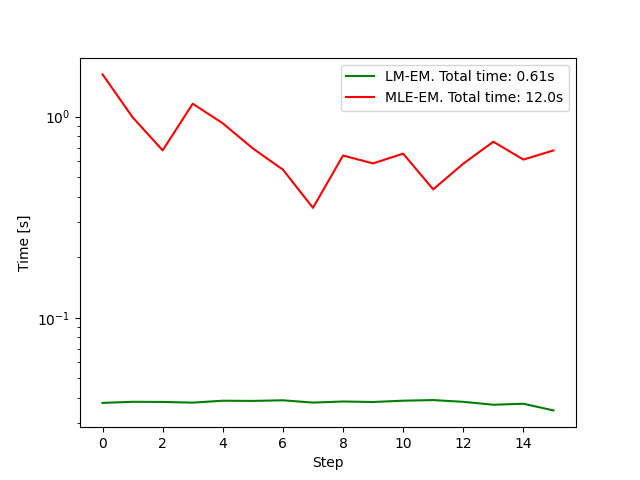 LM-EM. Total time: 0.61s
MLE-EM. Total time: 12.0s
10⁰
10⁻¹
Time [s]
0 2 4 6 8 10 12 14
Step